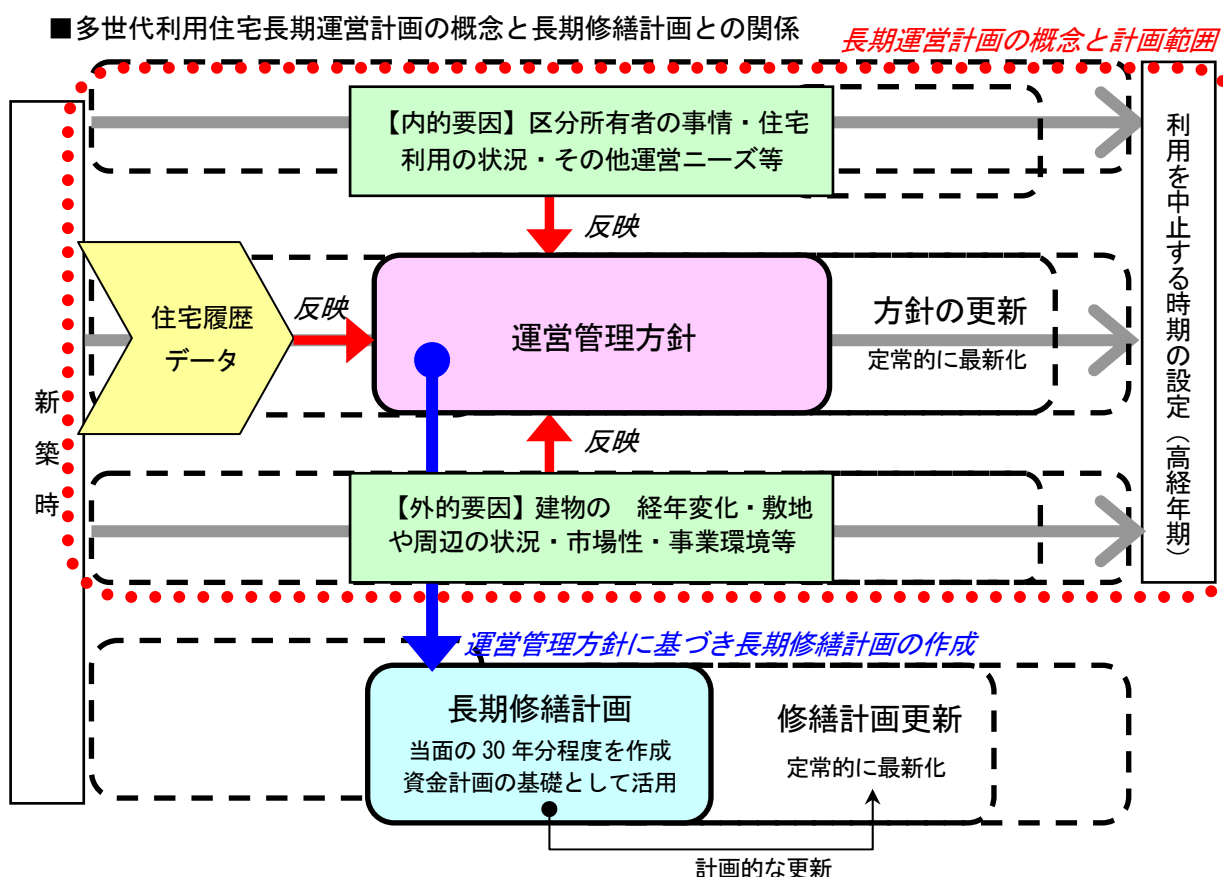 ■多世代利用住宅長期運営計画の概念と長期修繕計画との関係
長期運営計画の概念と計画範囲
【内的要因】区分所有者の事情・住宅
利用の状況・その他運営ニーズ等
反映
住宅履歴
データ
反映
運営管理方針
方針の更新
定常的に最新化
反映
【外的要因】建物の　経年変化・敷地
や周辺の状況・市場性・事業環境等
新築時
利用を中止する時期の設定（高経年期）
運営管理方針に基づき長期修繕計画の作成
長期修繕計画
当面の 30 年分程度を作成
資金計画の基礎として活用
修繕計画更新
定常的に最新化
計画的な更新